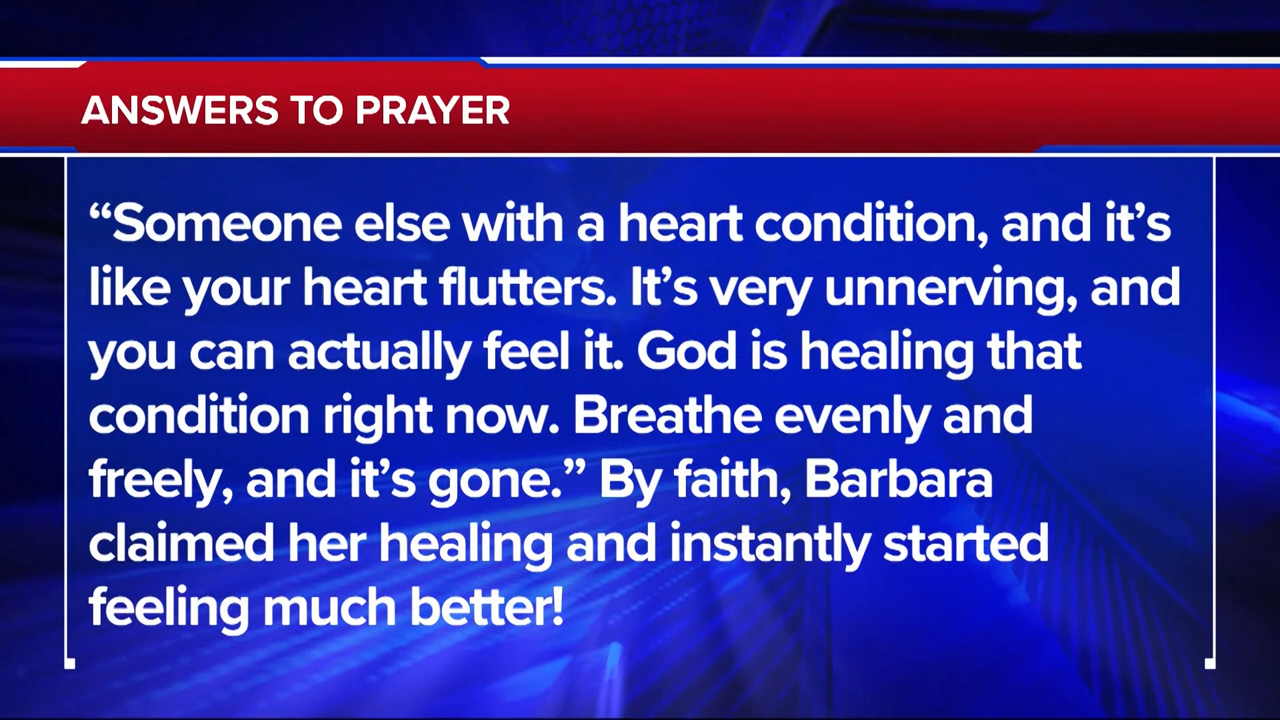 ANSWERS TO PRAYER
“Someone else with a heart condition, and it’s
like your heart flutters. It’s very unnerving, and
you can actually feel it. God is healing that
condition right now. Breathe evenly and
freely, and it’s gone.” By faith, Barbara
claimed her healing and instantly started
feeling much better!